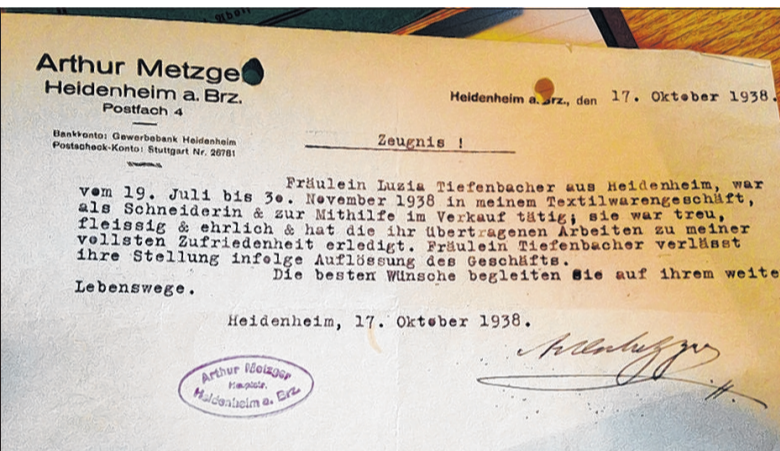 Arthur Metzge
Heidenheim a. Brz.
Postfach 4
Bankkonto: Gewerbebank Heidenheim
Postscheck-Konto: Stuttgart Nr. 26781
Heidenheim a. Brz., den 17. Oktober 1938.
Zeugnis !
Fräulein Luzia Tiefenbacher aus Heidenheim, war
vom 19. Juli bis 30. November 1938 in meinem Textilwarengeschäft,
als Schneiderin & zur Mithilfe im Verkauf tätig; sie war treu,
fleissig & ehrlich & hat die ihr übertragenen Arbeiten zu meiner
vollsten Zufriedenheit erledigt. Fräulein Tiefenbacher verlässt
ihre Stellung infolge Auflössung des Geschäfts.
Die besten Wünsche begleiten Sie auf ihrem weite
Lebenswege.
Heidenheim, 17. Oktober 1938.
Arthur Metzger
Hauptstr.
Heidenheim a. Brz.